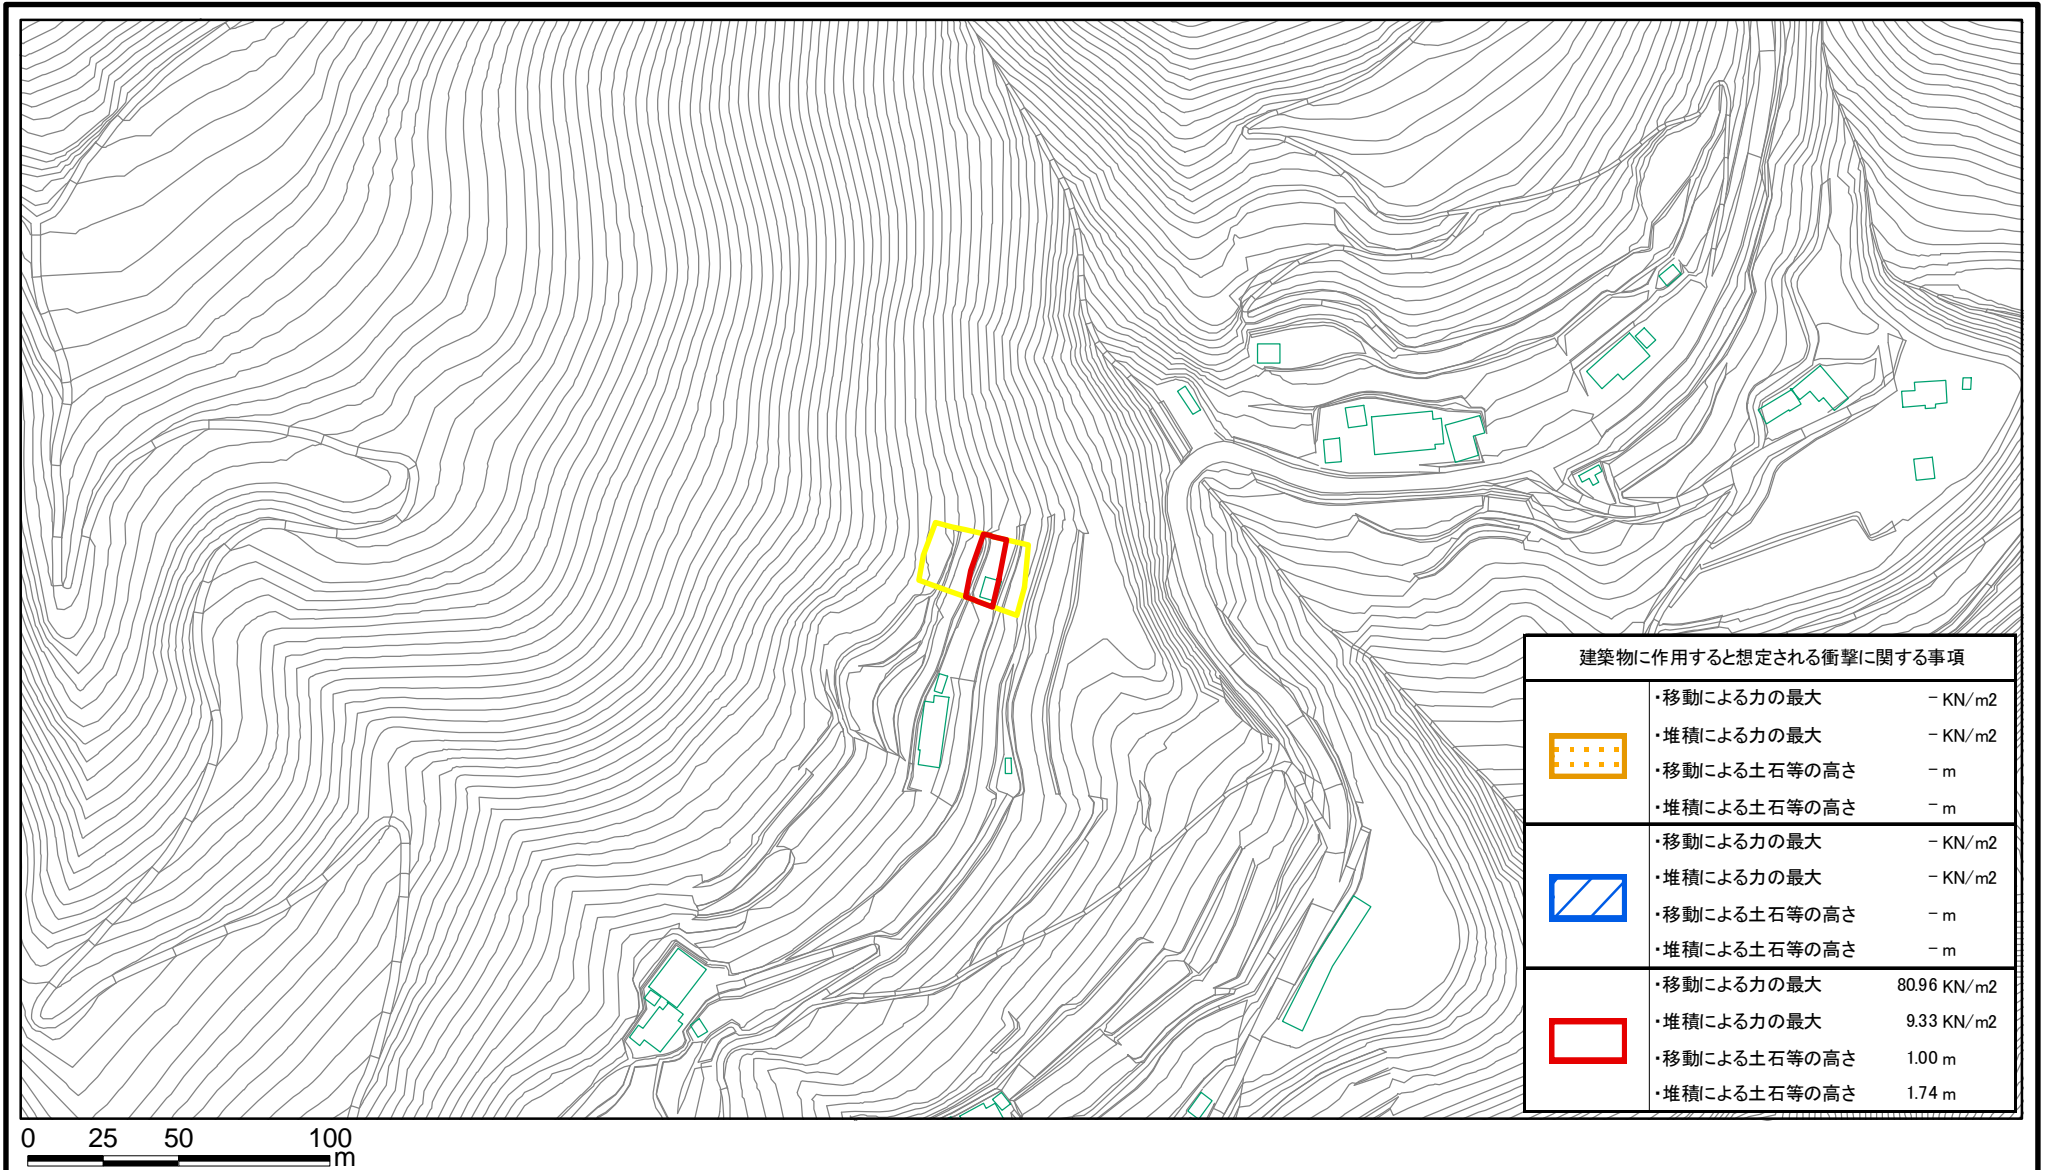 建築物に作用すると想定される衝撃に関する事項
・移動による力の最大 － KN/m2
・堆積による力の最大 － KN/m2
・移動による土石等の高さ － m
・堆積による土石等の高さ － m
・移動による力の最大 － KN/m2
・堆積による力の最大 － KN/m2
・移動による土石等の高さ － m
・堆積による土石等の高さ － m
・移動による力の最大 80.96 KN/m2
・堆積による力の最大 9.33 KN/m2
・移動による土石等の高さ 1.00 m
・堆積による土石等の高さ 1.74 m
0 25 50 100
m